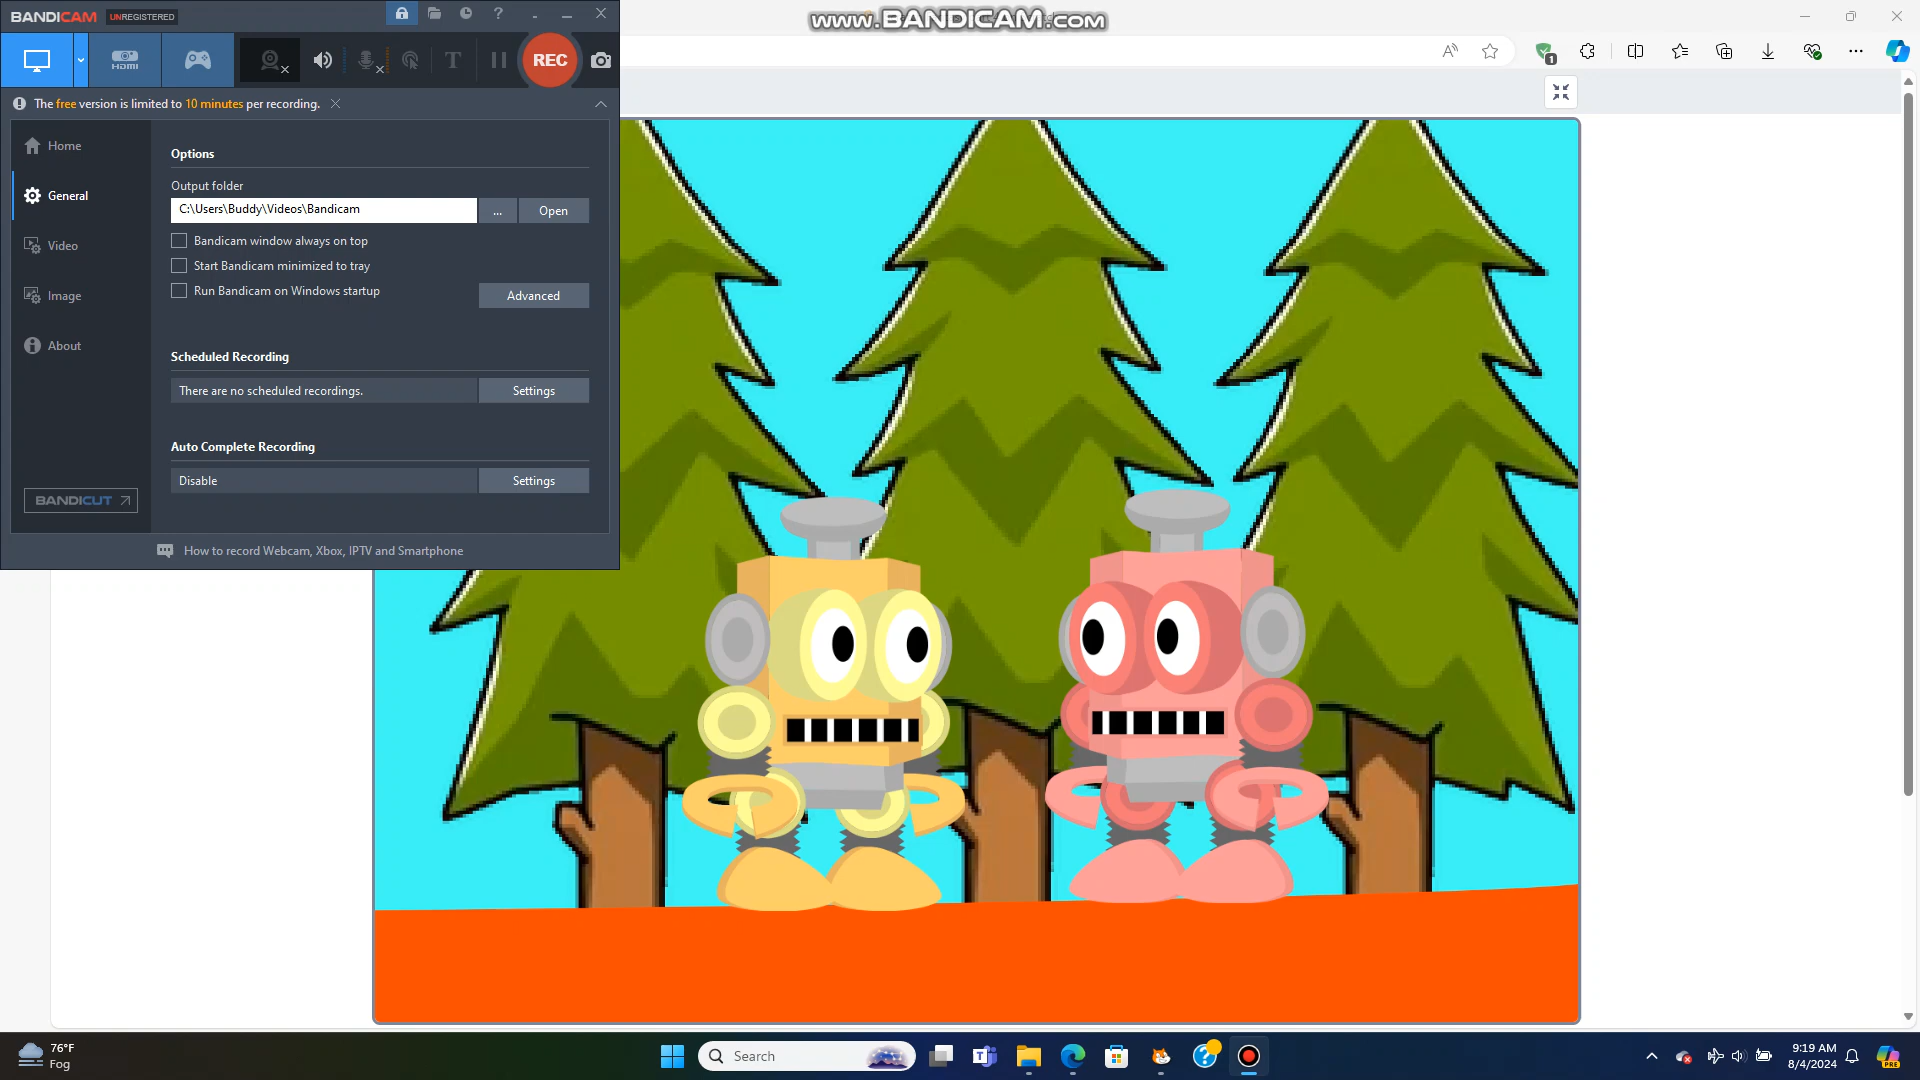 BANDICAM UNREGISTERED
www.BANDICAM.com
HDMI
REC
The free version is limited to 10 minutes per recording.
Home
General
Video
Image
About
BANDICUT
Options
Output folder
C:\Users\Buddy\Videos\Bandicam
...
Open
Bandicam window always on top
Start Bandicam minimized to tray
Run Bandicam on Windows startup
Advanced
Scheduled Recording
There are no scheduled recordings.
Settings
Auto Complete Recording
Disable
Settings
How to record Webcam, Xbox, IPTV and Smartphone
1
76°F
Fog
Search
9:19 AM
8/4/2024
PRE